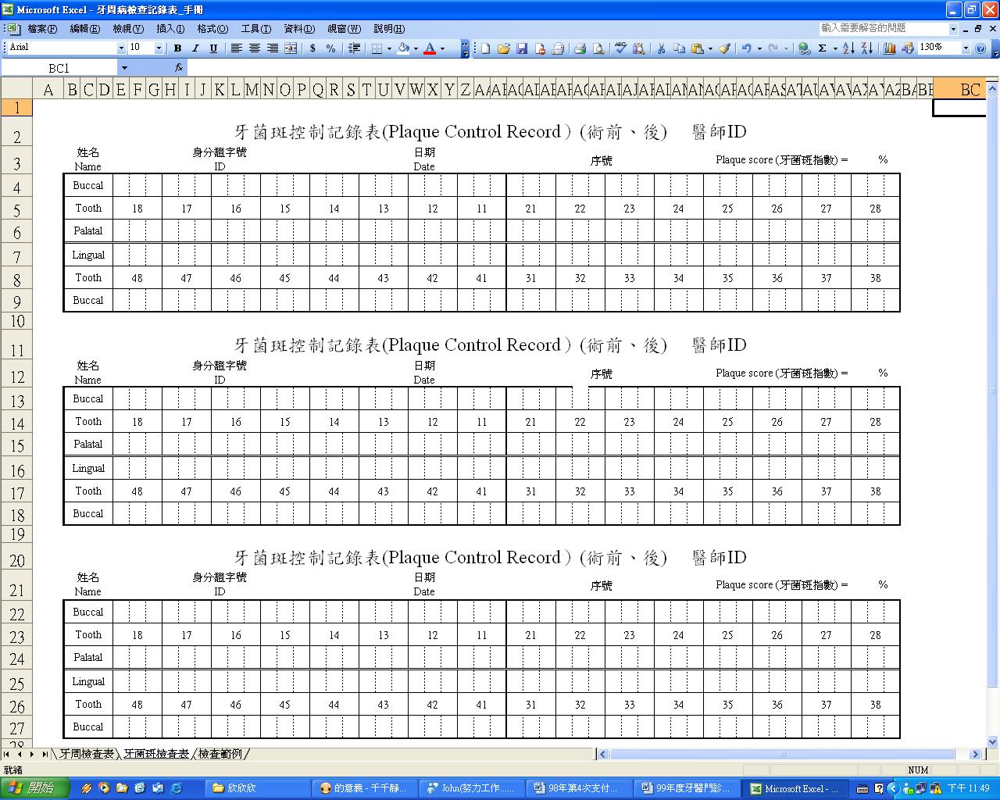 Microsoft Excel - 牙周病檢查記錄表_手冊
檔案(F) 編輯(E) 檢視(V) 插入(I) 格式(O) 工具(T) 資料(D) 視窗(W) 說明(H) 輸入需要解答的問題
Arial 10 B I U $ % Σ 130%
BC1 fx
A B C D E F G H I J K L M N O P Q R S T U V W X Y Z BC
1
2 牙菌斑控制記錄表(Plaque Control Record) (術前、後) 醫師ID
姓名 身分證字號 日期
3 序號 Plaque score (牙菌斑指數) = %
Name ID Date
4 Buccal
5 Tooth 18 17 16 15 14 13 12 11 21 22 23 24 25 26 27 28
6 Palatal
7 Lingual
8 Tooth 48 47 46 45 44 43 42 41 31 32 33 34 35 36 37 38
9 Buccal
10
11 牙菌斑控制記錄表(Plaque Control Record) (術前、後) 醫師ID
姓名 身分證字號 日期
12 序號 Plaque score (牙菌斑指數) = %
Name ID Date
13 Buccal
14 Tooth 18 17 16 15 14 13 12 11 21 22 23 24 25 26 27 28
15 Palatal
16 Lingual
17 Tooth 48 47 46 45 44 43 42 41 31 32 33 34 35 36 37 38
18 Buccal
19
20 牙菌斑控制記錄表(Plaque Control Record) (術前、後) 醫師ID
姓名 身分證字號 日期
21 序號 Plaque score (牙菌斑指數) = %
Name ID Date
22 Buccal
23 Tooth 18 17 16 15 14 13 12 11 21 22 23 24 25 26 27 28
24 Palatal
25 Lingual
26 Tooth 48 47 46 45 44 43 42 41 31 32 33 34 35 36 37 38
27 Buccal
28
牙周檢查表 牙菌斑檢查表 檢查範例
就緒 NUM
開始 欣欣欣 的意義 - 千千靜... John(努力工作...... 98年第4次支付... 99年度牙醫門診... Microsoft Excel - ... 下午 11:49